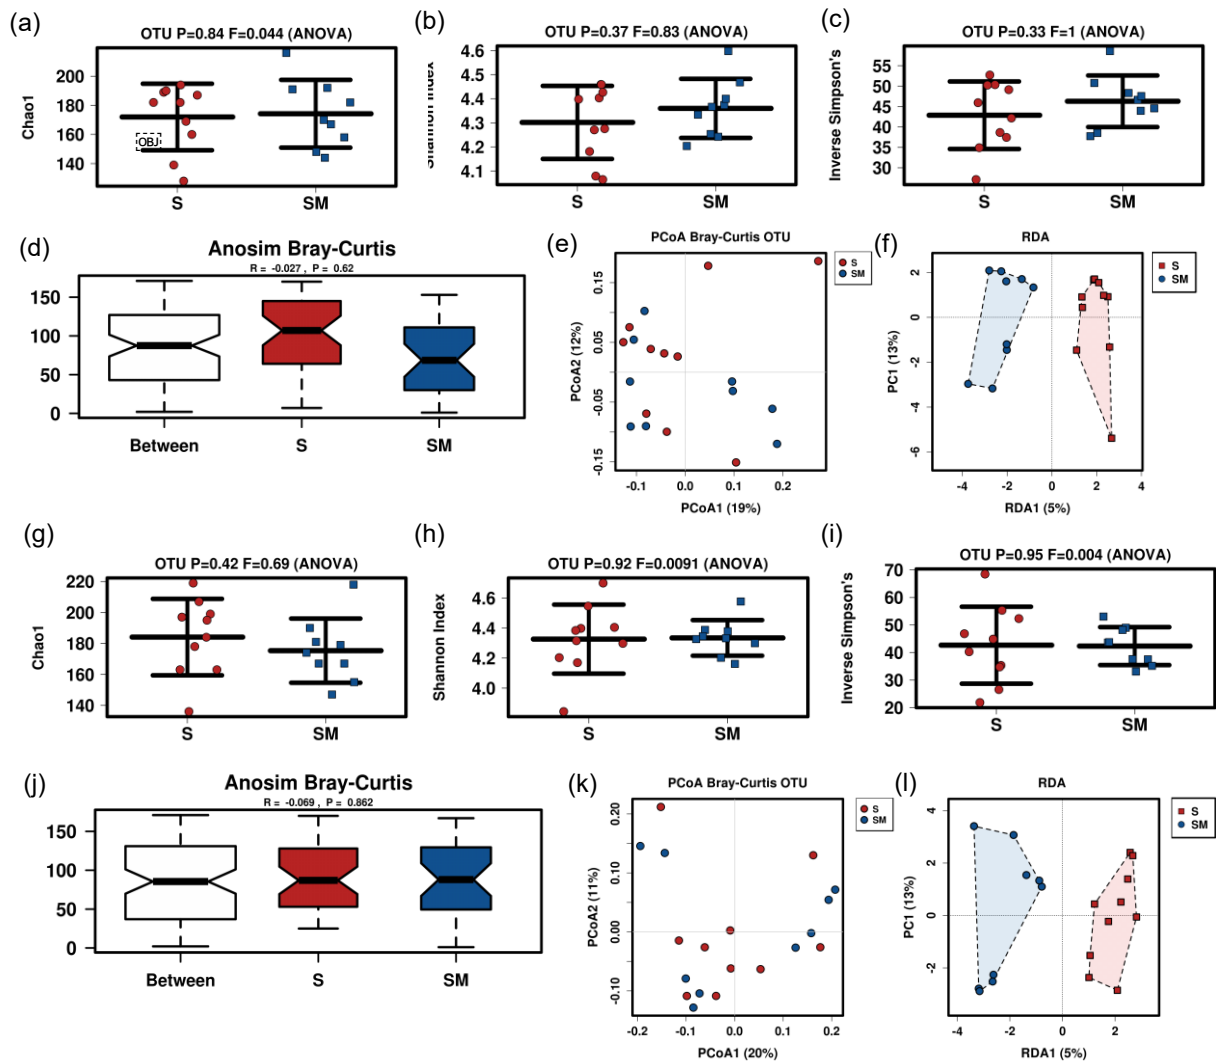 (a)
OTU P=0.84 F=0.044 (ANOVA)
Chao1
200
180
160
140
OBJ
S
SM
(b)
OTU P=0.37 F=0.83 (ANOVA)
Shannon Index
4.6
4.5
4.4
4.3
4.2
4.1
S
SM
(c)
OTU P=0.33 F=1 (ANOVA)
Inverse Simpson's
55
50
45
40
35
30
S
SM
(d)
Anosim Bray-Curtis
R = -0.027 , P = 0.62
150
100
50
0
Between
S
SM
(e)
PCoA Bray-Curtis OTU
S
SM
PCoA2 (12%)
0.15
0.05
-0.05
-0.15
-0.1
0.0
0.1
0.2
PCoA1 (19%)
(f)
RDA
S
SM
PC1 (13%)
2
0
-2
-4
-6
-4
-2
0
2
4
RDA1 (5%)
(g)
OTU P=0.42 F=0.69 (ANOVA)
Chao1
220
200
180
160
140
S
SM
(h)
OTU P=0.92 F=0.0091 (ANOVA)
Shannon Index
4.6
4.4
4.2
4.0
S
SM
(i)
OTU P=0.95 F=0.004 (ANOVA)
Inverse Simpson's
70
60
50
40
30
20
S
SM
(j)
Anosim Bray-Curtis
R = -0.069 , P = 0.862
150
100
50
0
Between
S
SM
(k)
PCoA Bray-Curtis OTU
S
SM
PCoA2 (11%)
0.20
0.10
0.00
-0.10
-0.2
-0.1
0.0
0.1
0.2
PCoA1 (20%)
(l)
RDA
S
SM
PC1 (13%)
4
2
0
-2
-4
-2
0
2
4
RDA1 (5%)